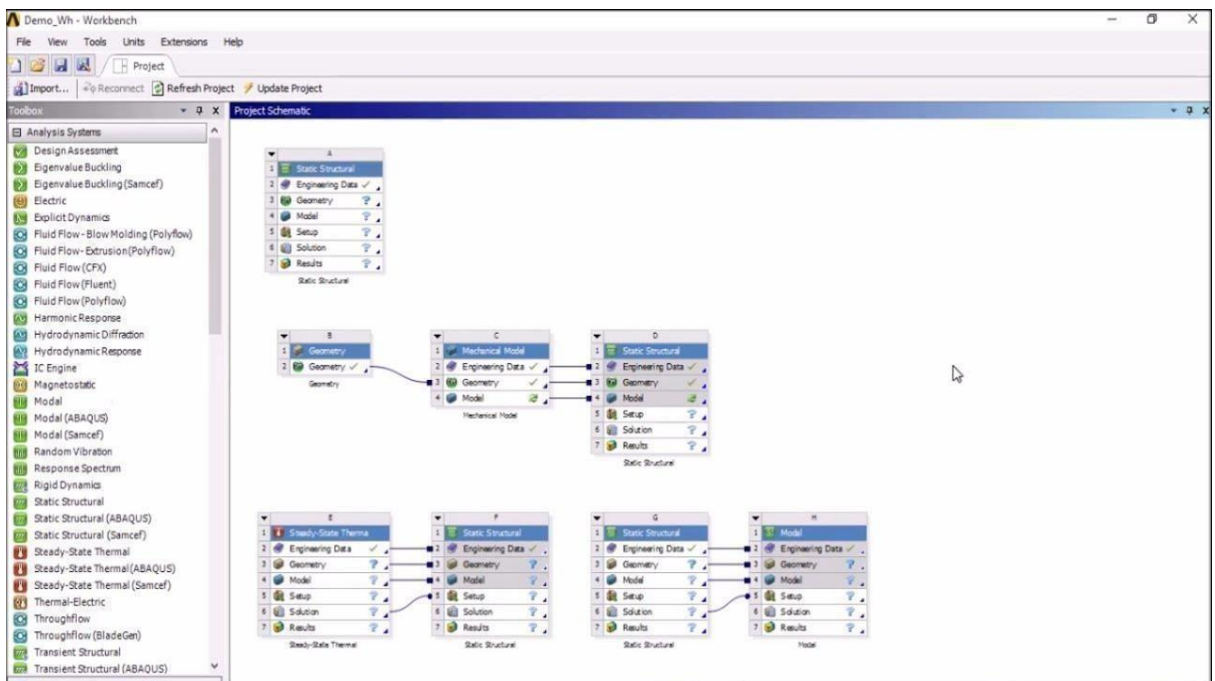 Demo_Wh - Workbench
File View Tools Units Extensions Help
Project
Import... Reconnect Refresh Project Update Project
Toolbox
Project Schematic
Analysis Systems
Design Assessment
Eigenvalue Buckling
Eigenvalue Buckling (Samcef)
Electric
Explicit Dynamics
Fluid Flow - Blow Molding (Polyflow)
Fluid Flow - Extrusion (Polyflow)
Fluid Flow (CFX)
Fluid Flow (Fluent)
Fluid Flow (Polyflow)
Harmonic Response
Hydrodynamic Diffraction
Hydrodynamic Response
IC Engine
Magnetostatic
Modal
Modal (ABAQUS)
Modal (Samcef)
Random Vibration
Response Spectrum
Rigid Dynamics
Static Structural
Static Structural (ABAQUS)
Static Structural (Samcef)
Steady-State Thermal
Steady-State Thermal (ABAQUS)
Steady-State Thermal (Samcef)
Thermal-Electric
Throughflow
Throughflow (BladeGen)
Transient Structural
Transient Structural (ABAQUS)
A
1 Static Structural
2 Engineering Data
3 Geometry ?
4 Model ?
5 Setup ?
6 Solution ?
7 Results ?
Static Structural
B
1 Geometry
2 Geometry
Geometry
C
1 Mechanical Model
2 Engineering Data
3 Geometry
4 Model
Mechanical Model
D
1 Static Structural
2 Engineering Data
3 Geometry
4 Model
5 Setup ?
6 Solution ?
7 Results ?
Static Structural
E
1 Steady-State Therma
2 Engineering Data
3 Geometry ?
4 Model ?
5 Setup ?
6 Solution ?
7 Results ?
Steady-State Thermal
F
1 Static Structural
2 Engineering Data
3 Geometry ?
4 Model ?
5 Setup ?
6 Solution ?
7 Results ?
Static Structural
G
1 Static Structural
2 Engineering Data
3 Geometry ?
4 Model ?
5 Setup ?
6 Solution ?
7 Results ?
Static Structural
H
1 Modal
2 Engineering Data
3 Geometry ?
4 Model ?
5 Setup ?
6 Solution ?
7 Results ?
Modal